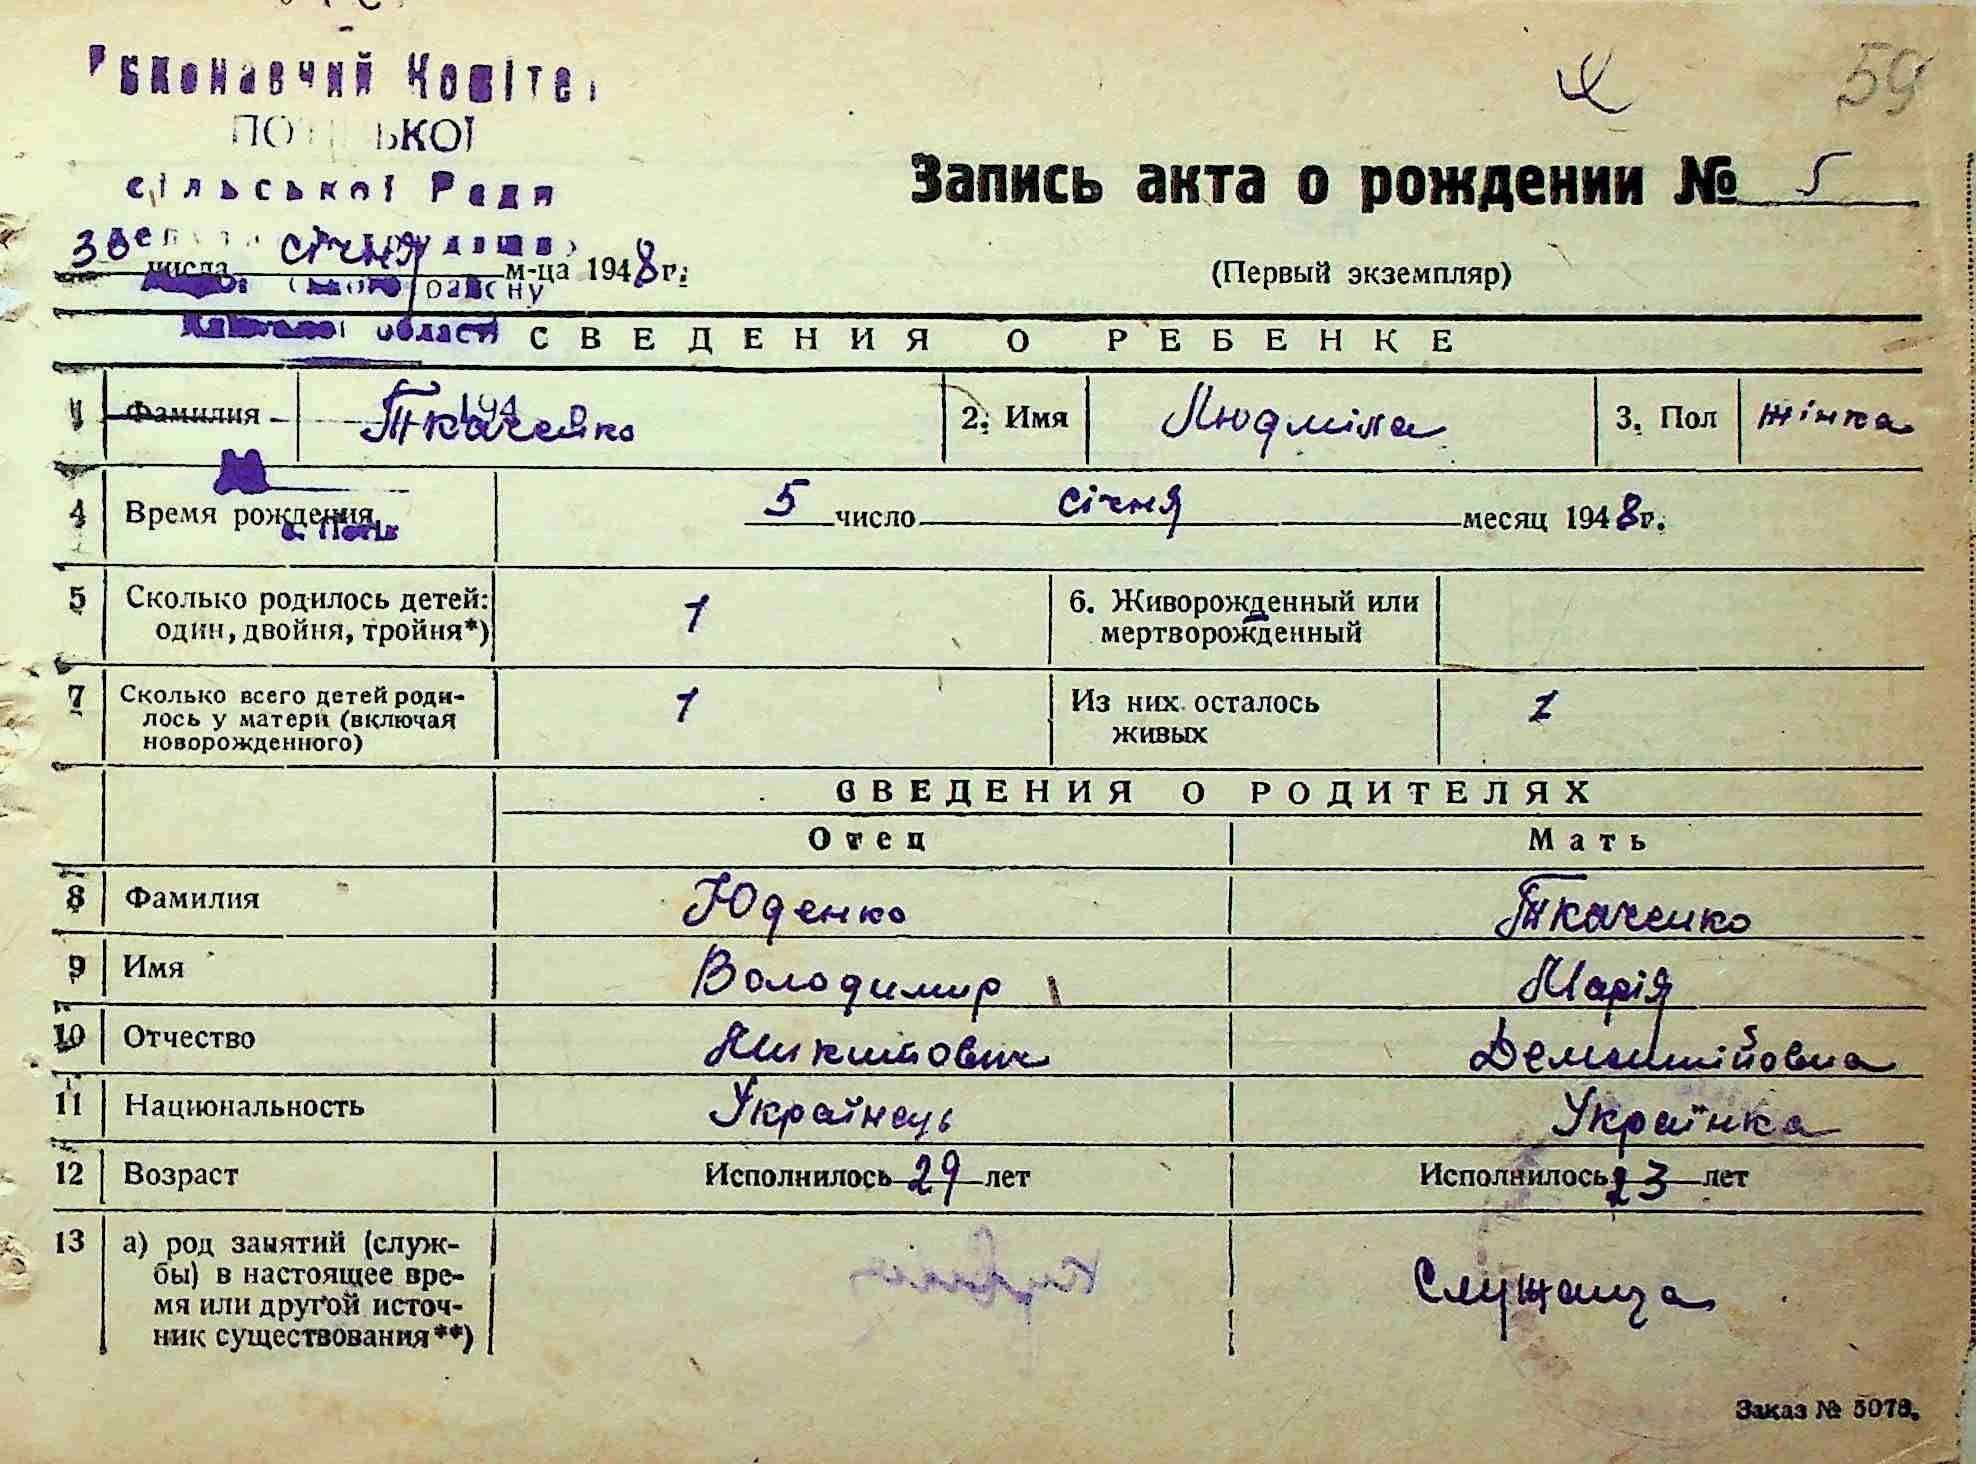 59
Виконавчий Комітет
сільської Ради
Запись акта о рождении № 5
30 числа січня м-ца 1948 г.
(Первый экземпляр)
району
області
СВЕДЕНИЯ О РЕБЕНКЕ
1 Фамилия Ткаченко 2. Имя Людміла 3. Пол жінка
4 Время рождения 5 число січня месяц 1948 г.
5 Сколько родилось детей: один, двойня, тройня*) 1 6. Живорожденный или мертворожденный
7 Сколько всего детей родилось у матери (включая новорожденного) 1 Из них осталось живых 1
СВЕДЕНИЯ О РОДИТЕЛЯХ
Отец Мать
8 Фамилия Юденко Ткаченко
9 Имя Володимир Марія
10 Отчество Микитович
11 Национальность Українець Українка
12 Возраст Исполнилось 29 лет Исполнилось 23 лет
13 а) род занятий (службы) в настоящее время или другой источник существования**) Служаща
Заказ № 5078.